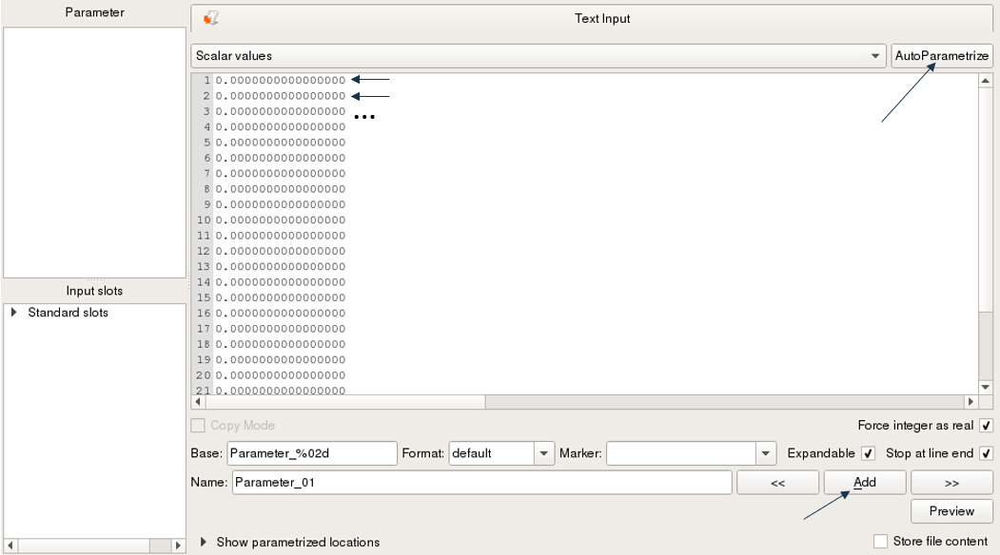 Parameter
Text Input
Scalar values
AutoParametrize
1 0.0000000000000000
2 0.0000000000000000
3 0.0000000000000000 ...
4 0.0000000000000000
5 0.0000000000000000
6 0.0000000000000000
7 0.0000000000000000
8 0.0000000000000000
9 0.0000000000000000
10 0.0000000000000000
11 0.0000000000000000
12 0.0000000000000000
13 0.0000000000000000
14 0.0000000000000000
15 0.0000000000000000
16 0.0000000000000000
17 0.0000000000000000
18 0.0000000000000000
19 0.0000000000000000
20 0.0000000000000000
21 0.0000000000000000
Input slots
Standard slots
Copy Mode
Force integer as real
Base: Parameter_%02d Format: default Marker: Expandable Stop at line end
Name: Parameter_01 << Add >>
Preview
Show parametrized locations
Store file content